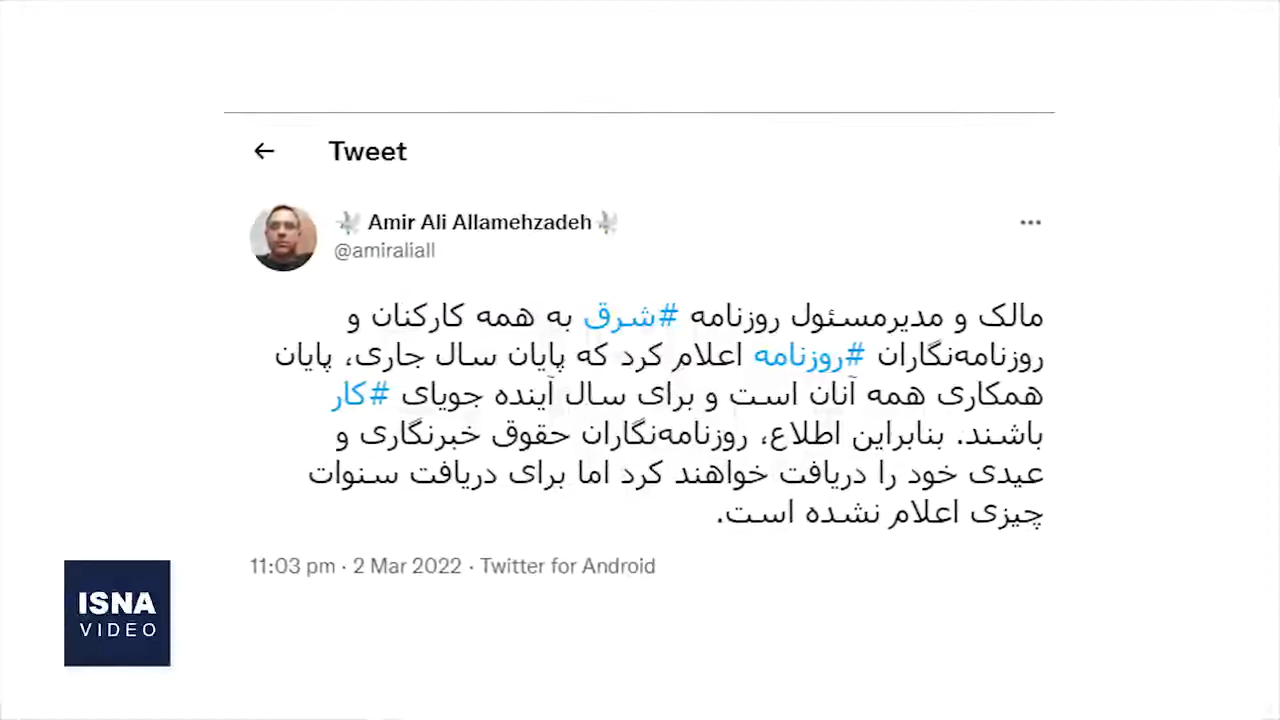 ← Tweet
🕊 Amir Ali Allamehzadeh 🕊
@amiraliall
مالک و مدیرمسئول روزنامه #شرق به همه کارکنان و
روزنامه‌نگاران #روزنامه اعلام کرد که پایان سال جاری، پایان
همکاری همه آنان است و برای سال آینده جویای #کار
باشند. بنابراین اطلاع، روزنامه‌نگاران حقوق خبرنگاری و
عیدی خود را دریافت خواهند کرد اما برای دریافت سنوات
چیزی اعلام نشده است.
11:03 pm · 2 Mar 2022 · Twitter for Android
ISNA
VIDEO